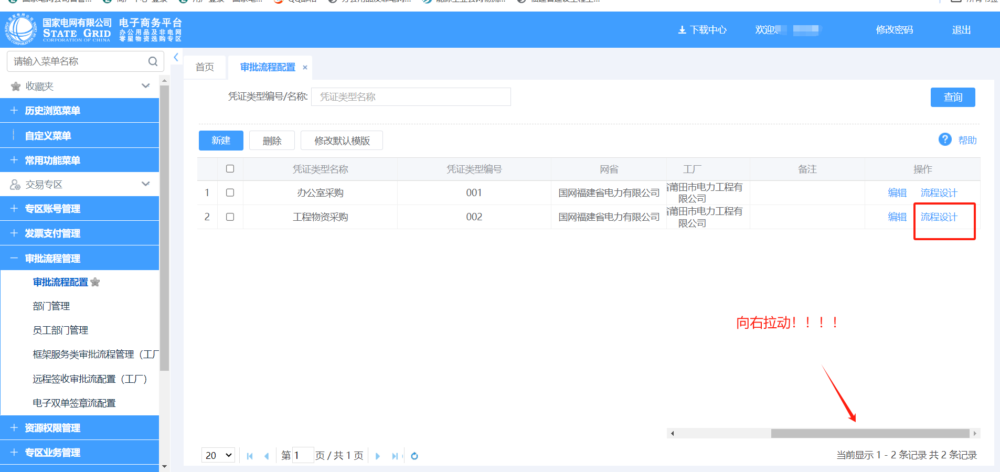 国家电网有限公司
STATE GRID
CORPORATION OF CHINA
电子商务平台
办公用品及非电网
零星物资选购专区
下载中心
欢迎
修改密码
退出
请输入菜单名称
首页
审批流程配置 ×
收藏夹
历史浏览菜单
自定义菜单
常用功能菜单
交易专区
专区账号管理
发票支付管理
审批流程管理
审批流程配置
部门管理
员工部门管理
框架服务类审批流程管理（工厂
远程签收审批流配置（工厂）
电子双单签章流配置
资源权限管理
专区业务管理
凭证类型编号/名称: 凭证类型名称
查询
新建 删除 修改默认模版
? 帮助
凭证类型名称 凭证类型编号 网省 工厂 备注 操作
1 办公室采购 001 国网福建省电力有限公司 省莆田市电力工程有
限公司 编辑 流程设计
2 工程物资采购 002 国网福建省电力有限公司 省莆田市电力工程有
限公司 编辑 流程设计
向右拉动！！！！
20 第 1 页 / 共 1 页
当前显示 1 - 2 条记录 共 2 条记录